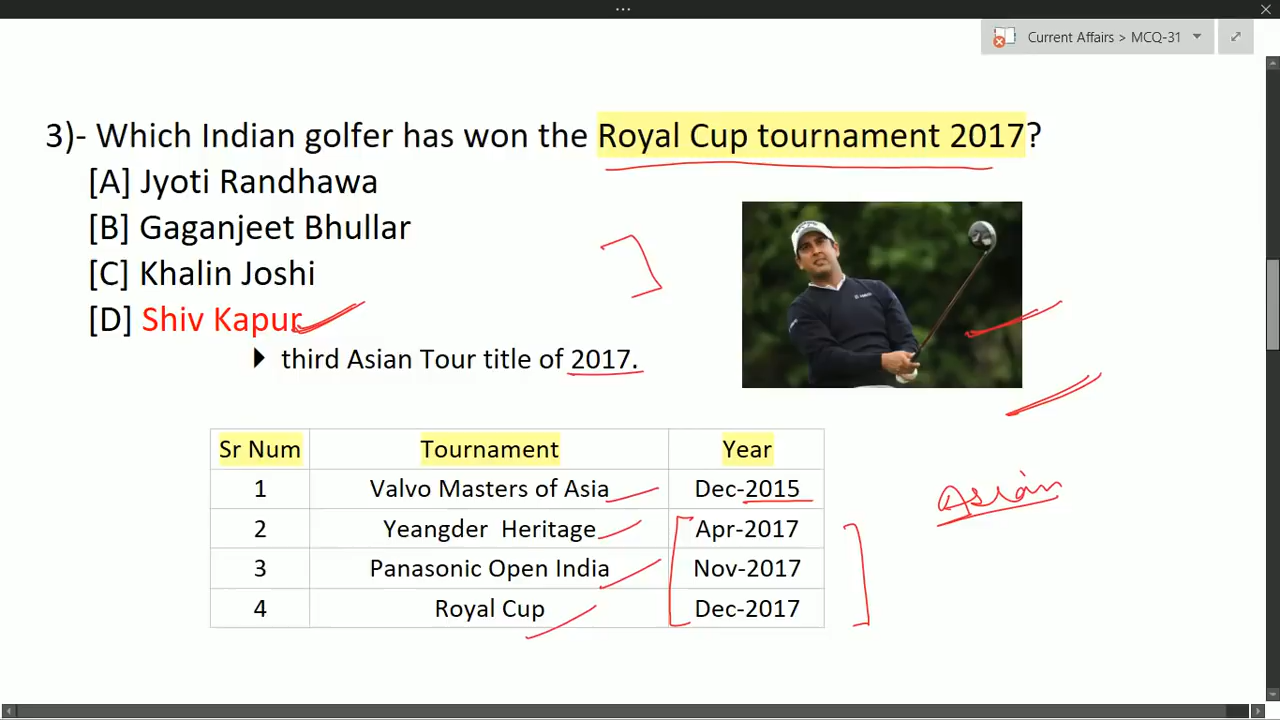 Current Affairs > MCQ-31
3)- Which Indian golfer has won the Royal Cup tournament 2017?
[A] Jyoti Randhawa
[B] Gaganjeet Bhullar
[C] Khalin Joshi
[D] Shiv Kapur
third Asian Tour title of 2017.
Sr Num Tournament Year
1 Valvo Masters of Asia Dec-2015
2 Yeangder Heritage Apr-2017
3 Panasonic Open India Nov-2017
4 Royal Cup Dec-2017
Asian